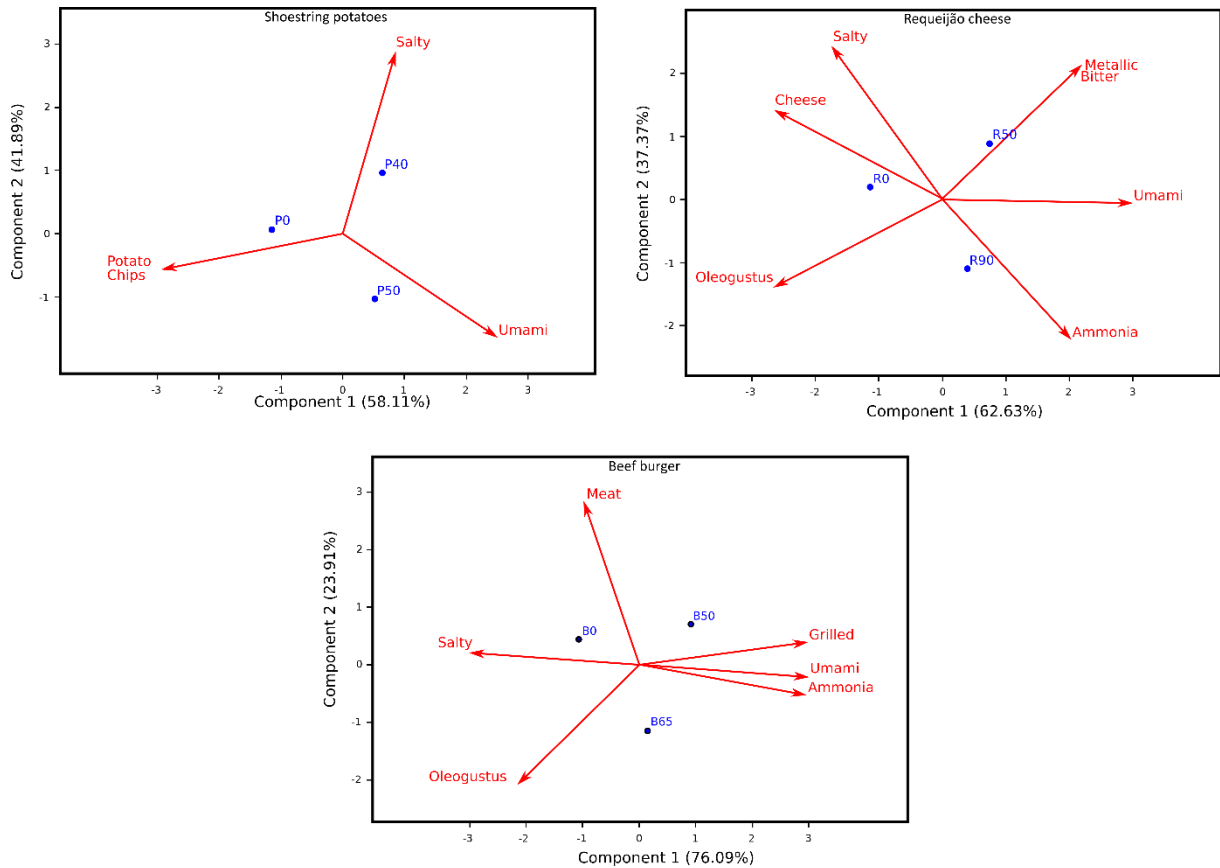 Shoestring potatoes
Component 2 (41.89%)
3
2
1
0
-1
Salty
P40
P0
Potato
Chips
P50
Umami
-3
-2
-1
0
1
2
3
Component 1 (58.11%)
Requeijão cheese
Component 2 (37.37%)
2
1
0
-1
-2
Salty
Metallic
Bitter
Cheese
R50
R0
Umami
R90
Oleogustus
Ammonia
-3
-2
-1
0
1
2
3
Component 1 (62.63%)
Beef burger
Component 2 (23.91%)
3
2
1
0
-1
-2
Meat
B50
B0
Grilled
Salty
Umami
Ammonia
B65
Oleogustus
-3
-2
-1
0
1
2
3
Component 1 (76.09%)